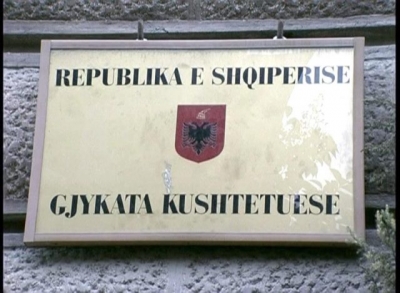 REPUBLIKA E SHQIPERISE
GJYKATA KUSHTETUESE